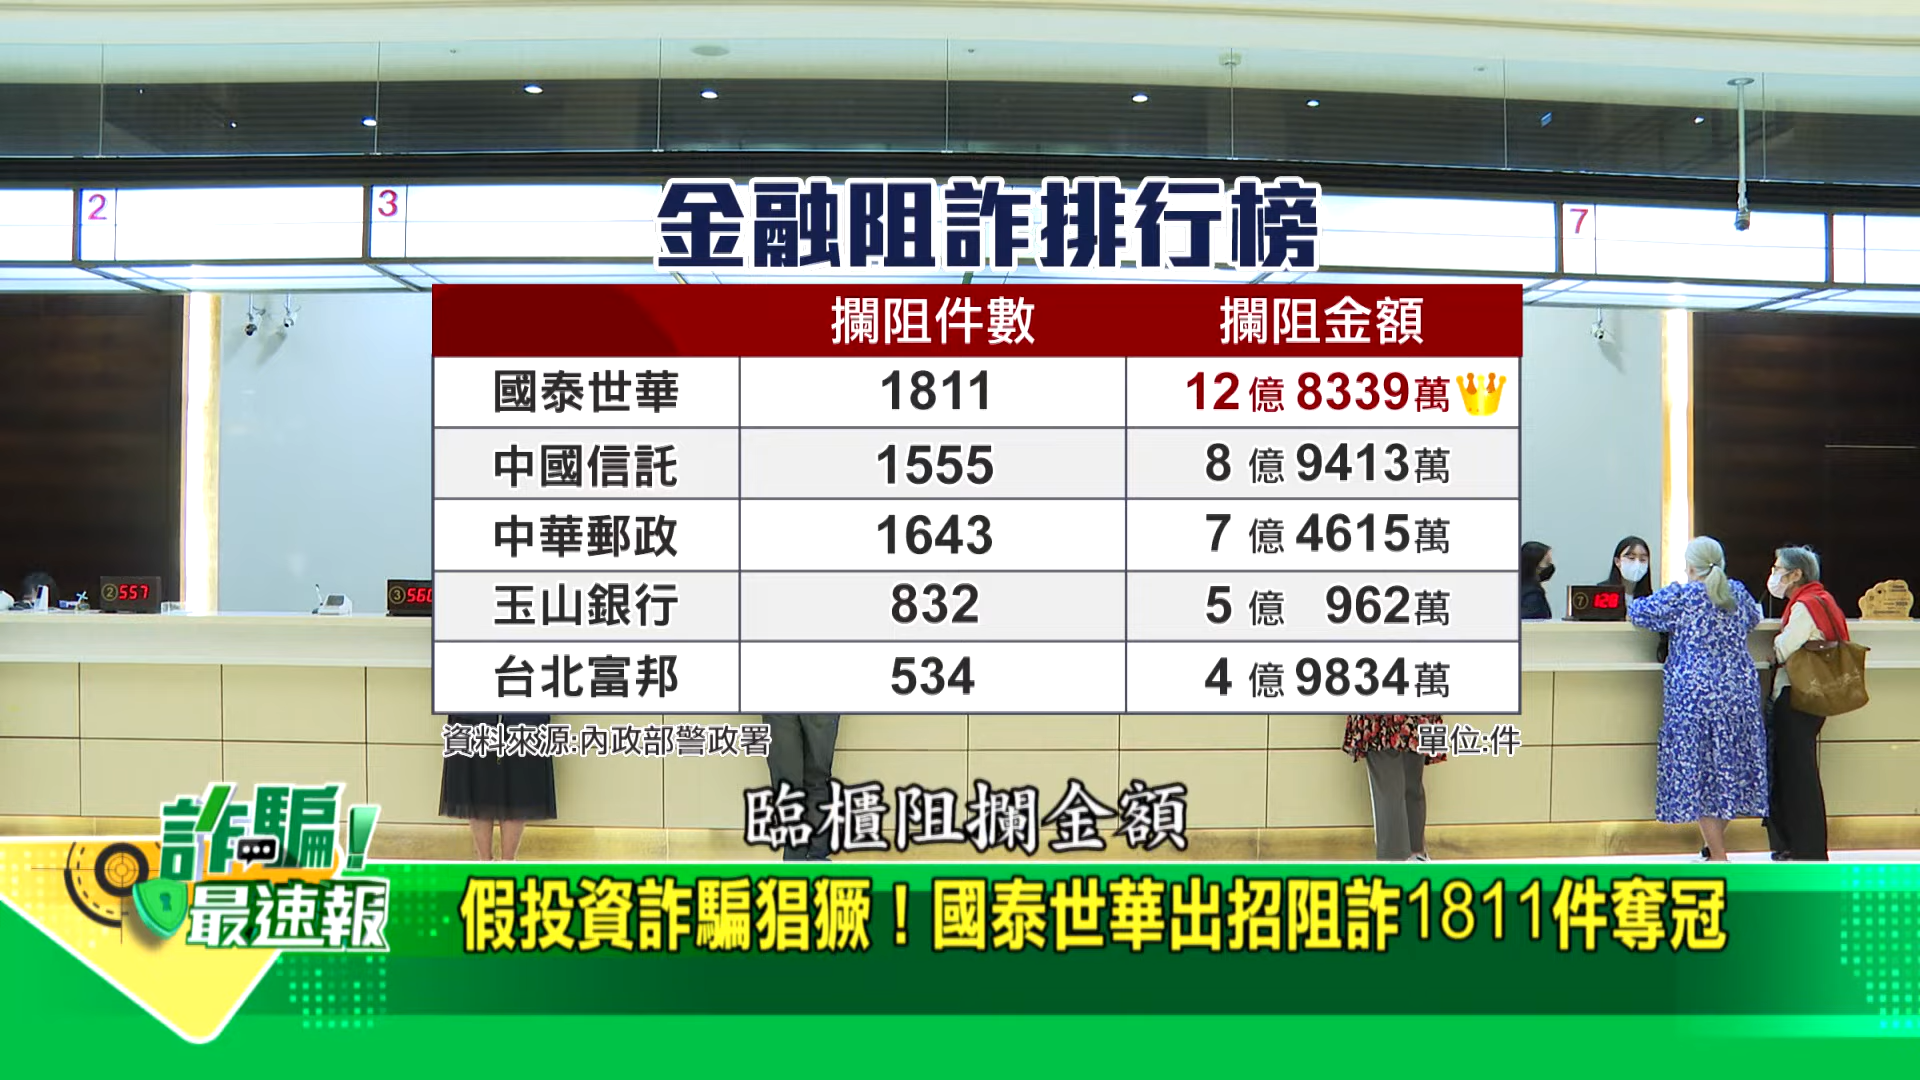 2
3
7
金融阻詐排行榜
攔阻件數 攔阻金額
國泰世華 1811 12億8339萬
中國信託 1555 8億9413萬
中華郵政 1643 7億4615萬
玉山銀行 832 5億962萬
台北富邦 534 4億9834萬
資料來源:內政部警政署 單位:件
②557
③560
⑦120
臨櫃阻攔金額
詐騙!
最速報
假投資詐騙猖獗!國泰世華出招阻詐1811件奪冠